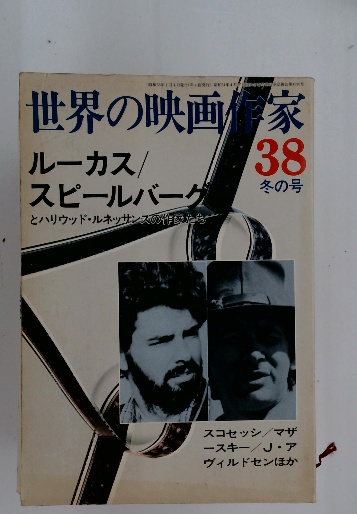 世界の映画作家
38
冬の号
ルーカス/
スピールバーグ
とハリウッド・ルネッサンスの作家たち
スコセッシ/マザ
ースキー/J・ア
ヴィルドセンほか